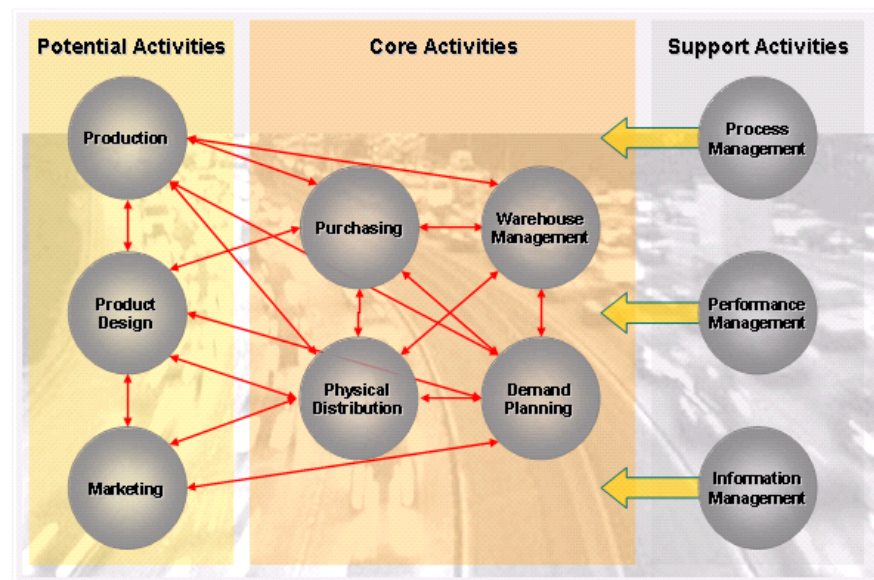 Potential Activities
Core Activities
Support Activities
Production
Process
Management
Purchasing
Warehouse
Management
Product
Design
Performance
Management
Physical
Distribution
Demand
Planning
Marketing
Information
Management